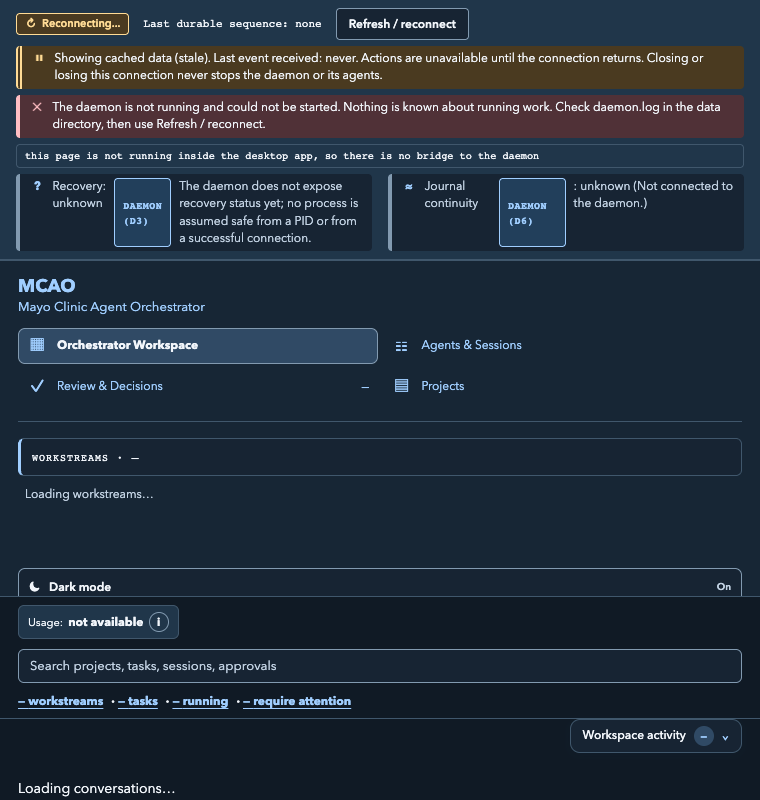 Reconnecting... Last durable sequence: none Refresh / reconnect
Showing cached data (stale). Last event received: never. Actions are unavailable until the connection returns. Closing or
losing this connection never stops the daemon or its agents.
The daemon is not running and could not be started. Nothing is known about running work. Check daemon.log in the data
directory, then use Refresh / reconnect.
this page is not running inside the desktop app, so there is no bridge to the daemon
? Recovery:
unknown
DAEMON
(D3)
The daemon does not expose
recovery status yet; no process is
assumed safe from a PID or from
a successful connection.
≈ Journal
continuity
DAEMON
(D6)
: unknown (Not connected to
the daemon.)
MCAO
Mayo Clinic Agent Orchestrator
Orchestrator Workspace
Agents & Sessions
Review & Decisions —
Projects
WORKSTREAMS · —
Loading workstreams…
Dark mode On
Usage: not available i
Search projects, tasks, sessions, approvals
— workstreams · — tasks · — running · — require attention
Workspace activity —
Loading conversations…